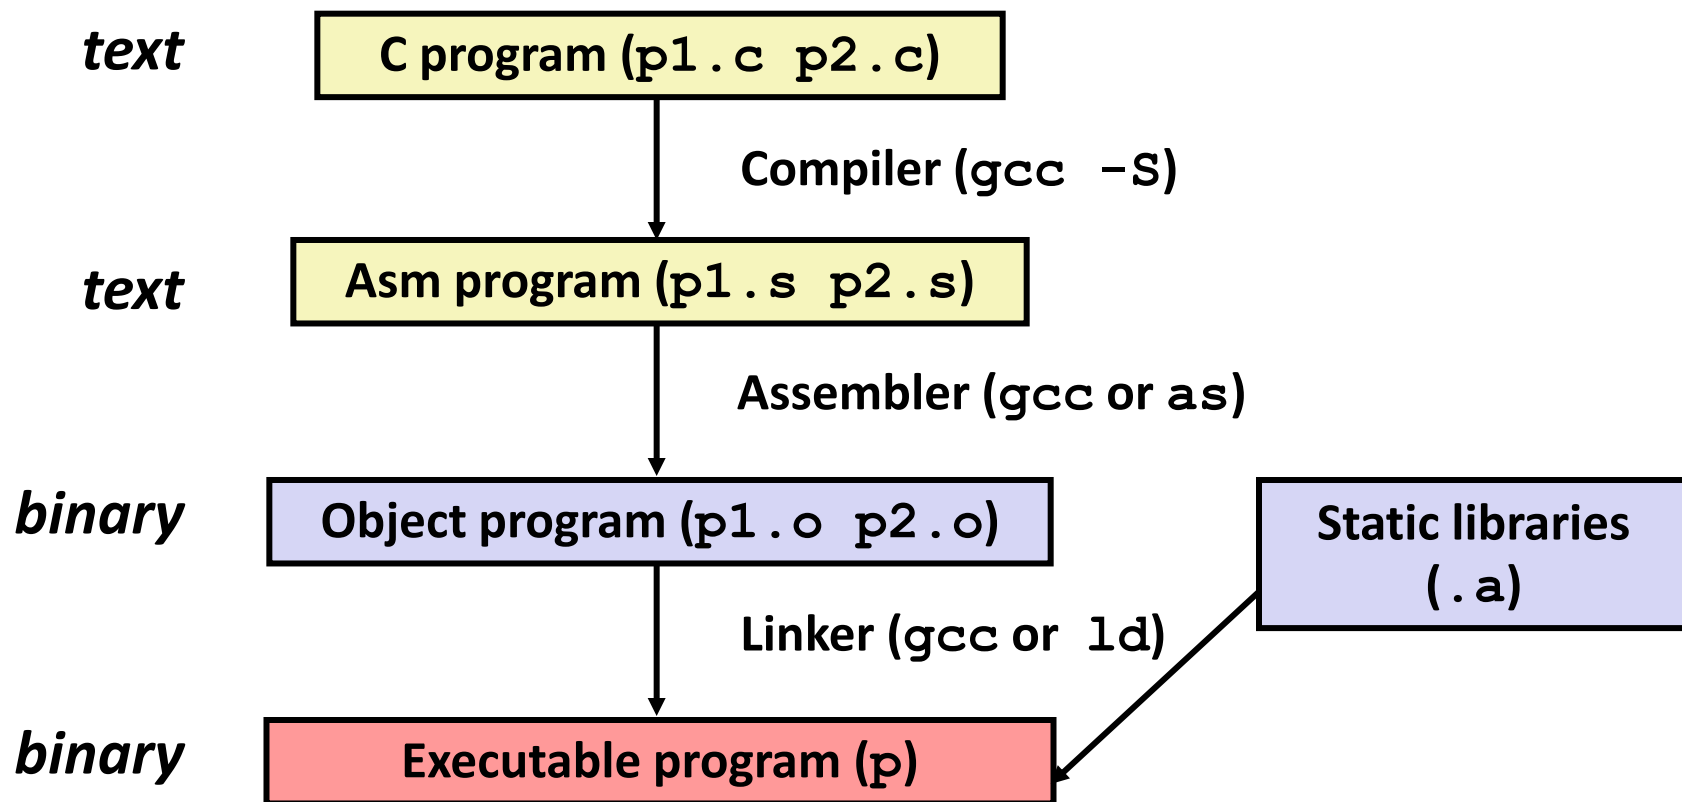 text
C program (p1.c p2.c)
Compiler (gcc -S)
text
Asm program (p1.s p2.s)
Assembler (gcc or as)
binary
Object program (p1.o p2.o)
Static libraries
(.a)
Linker (gcc or ld)
binary
Executable program (p)